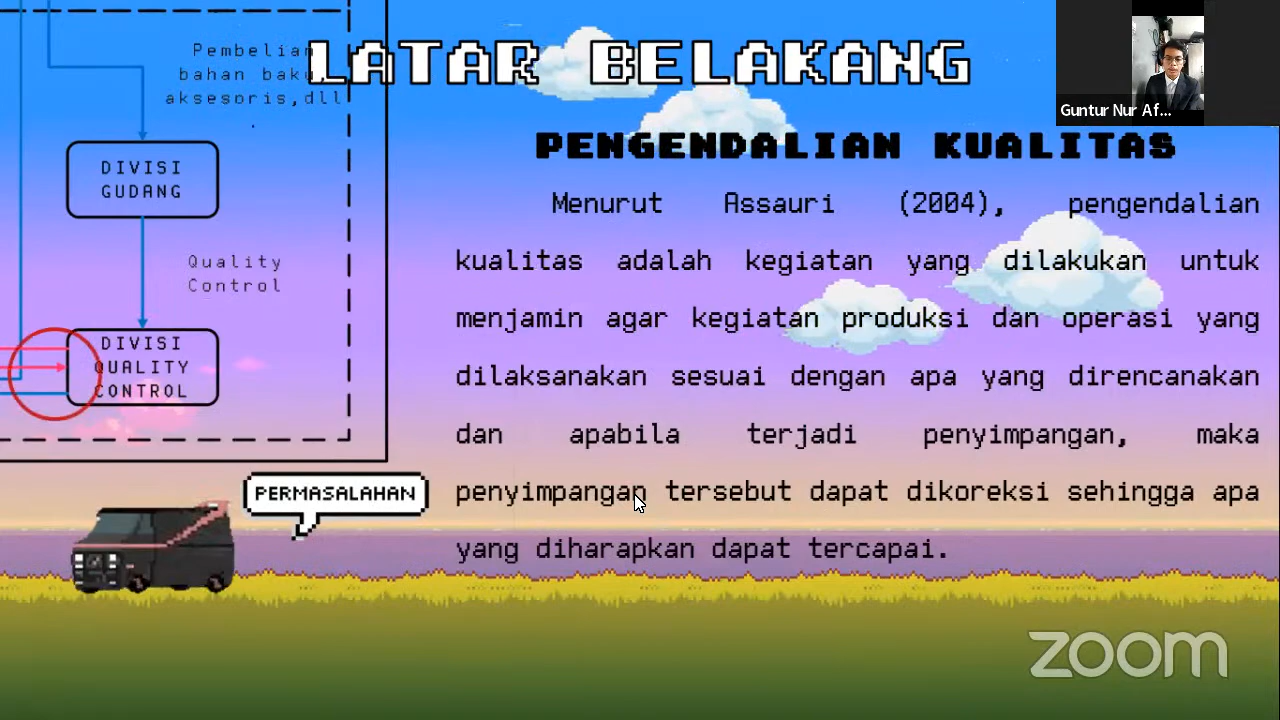 LATAR BELAKANG
Guntur Nur Af...
Pembelian
bahan baku,
aksesoris,dll
DIVISI
GUDANG
Quality
Control
DIVISI
QUALITY
CONTROL
PERMASALAHAN
PENGENDALIAN KUALITAS
Menurut Assauri (2004), pengendalian
kualitas adalah kegiatan yang dilakukan untuk
menjamin agar kegiatan produksi dan operasi yang
dilaksanakan sesuai dengan apa yang direncanakan
dan apabila terjadi penyimpangan, maka
penyimpangan tersebut dapat dikoreksi sehingga apa
yang diharapkan dapat tercapai.
zoom